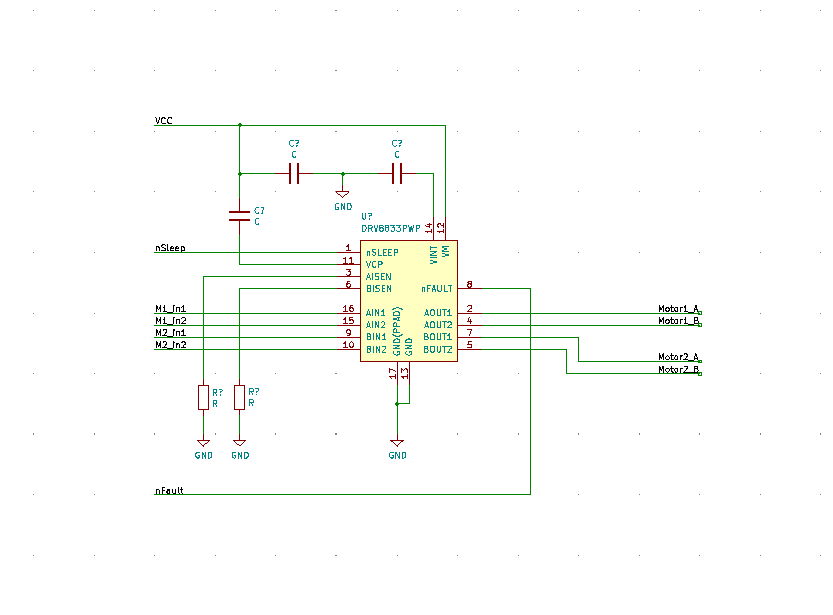 VCC
C?
C
C?
C
GND
C?
C
U?
DRV8833PWP
14
12
nSleep
1
nSLEEP
VINT
VM
11
VCP
3
AISEN
6
BISEN
nFAULT
8
M1_in1
16
AIN1
AOUT1
2
Motor1_A
M1_in2
15
AIN2
AOUT2
4
Motor1_B
M2_in1
9
BIN1
BOUT1
7
M2_in2
10
BIN2
BOUT2
5
GND(PPAD)
GND
Motor2_A
Motor2_B
17
13
R?
R
R?
R
GND
GND
GND
nFault